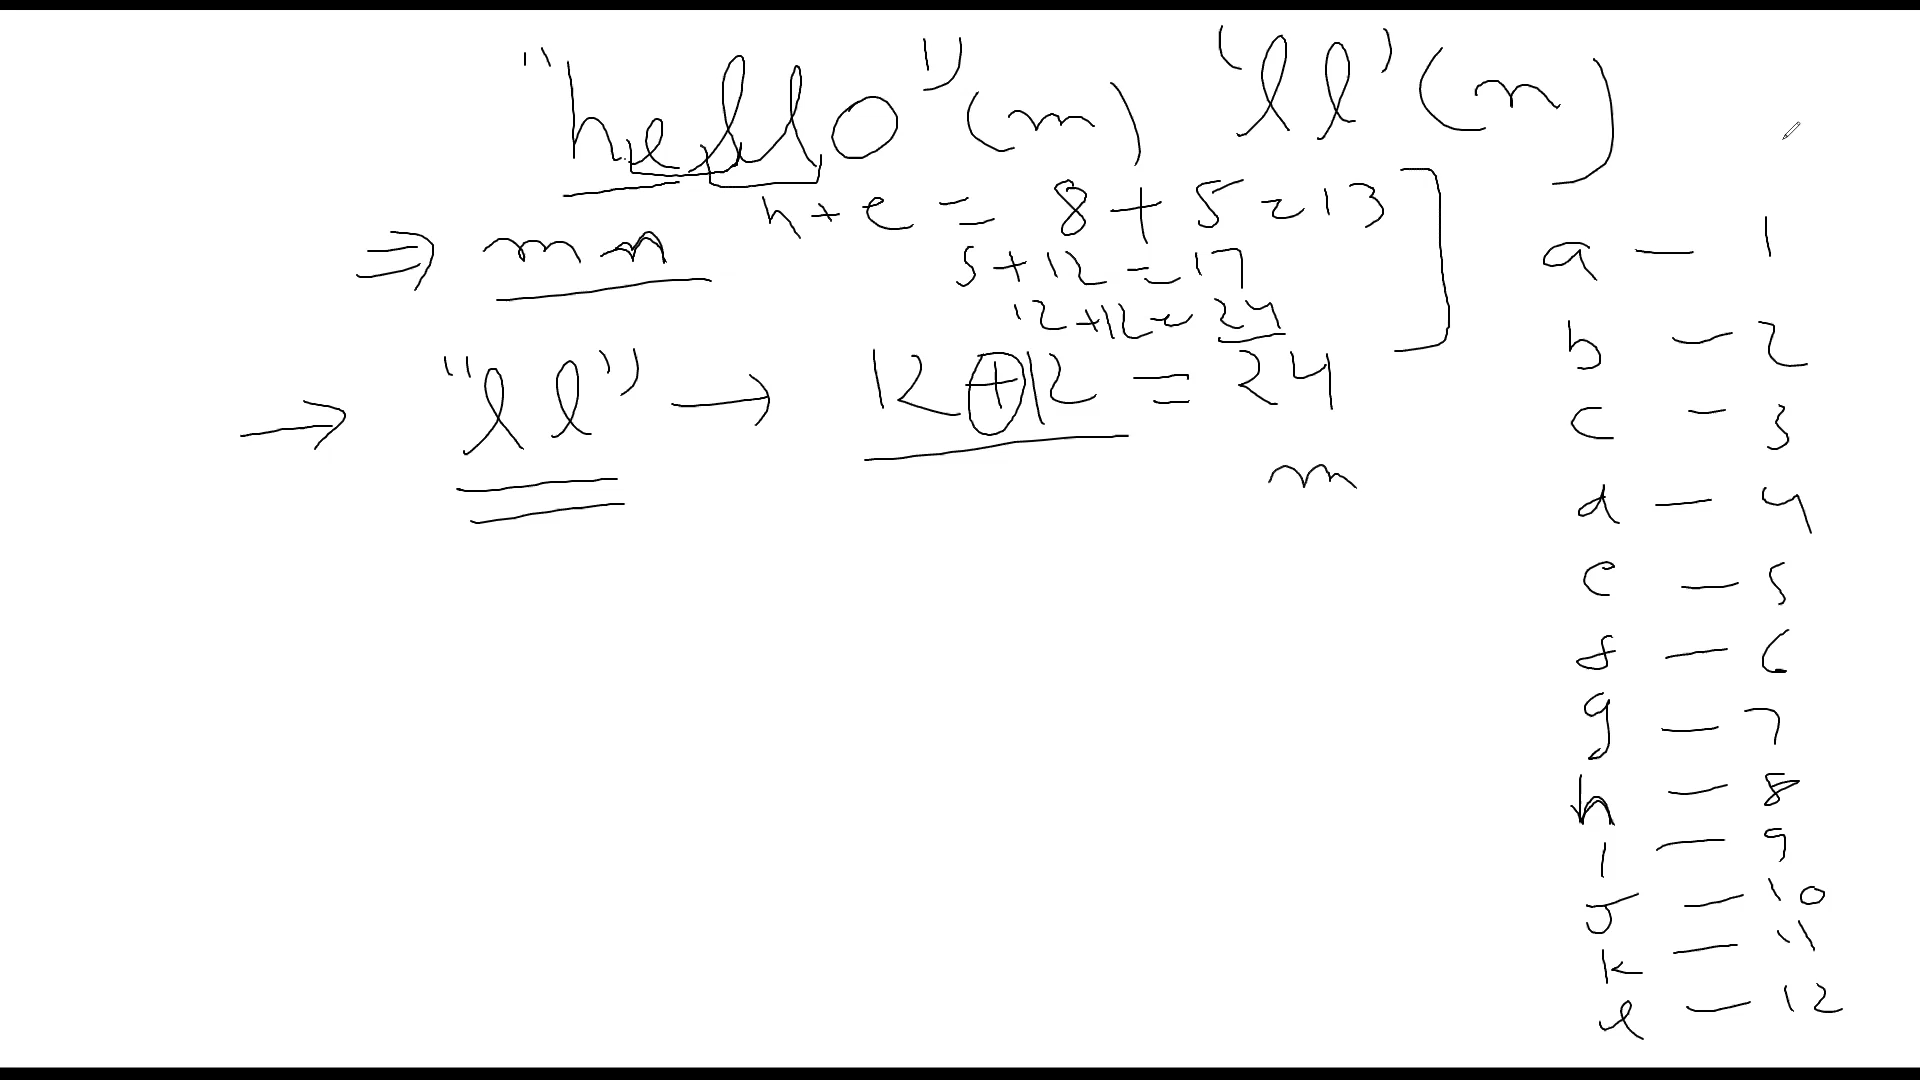 "hello" (m) 'll' (n)
h + e = 8 + 5 = 13
⇒ mn
5 + 12 = 17
12 + 12 = 24
→ "ll" → 12 + 12 = 24
m
a – 1
b – 2
c – 3
d – 4
e – 5
f – 6
g – 7
h – 8
i – 9
J – 10
k – 11
l – 12